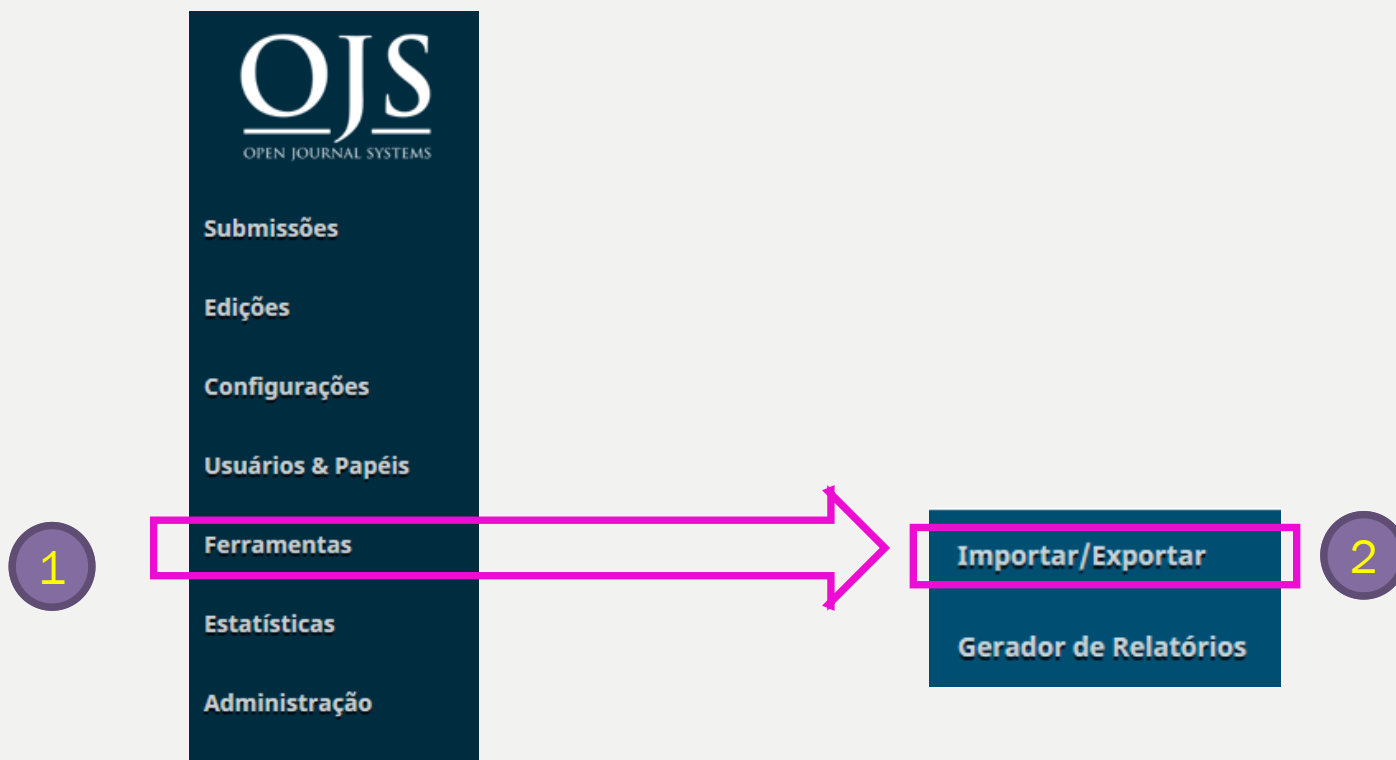 OJS
OPEN JOURNAL SYSTEMS
Submissões
Edições
Configurações
Usuários & Papéis
1
Ferramentas
Importar/Exportar
2
Estatísticas
Gerador de Relatórios
Administração